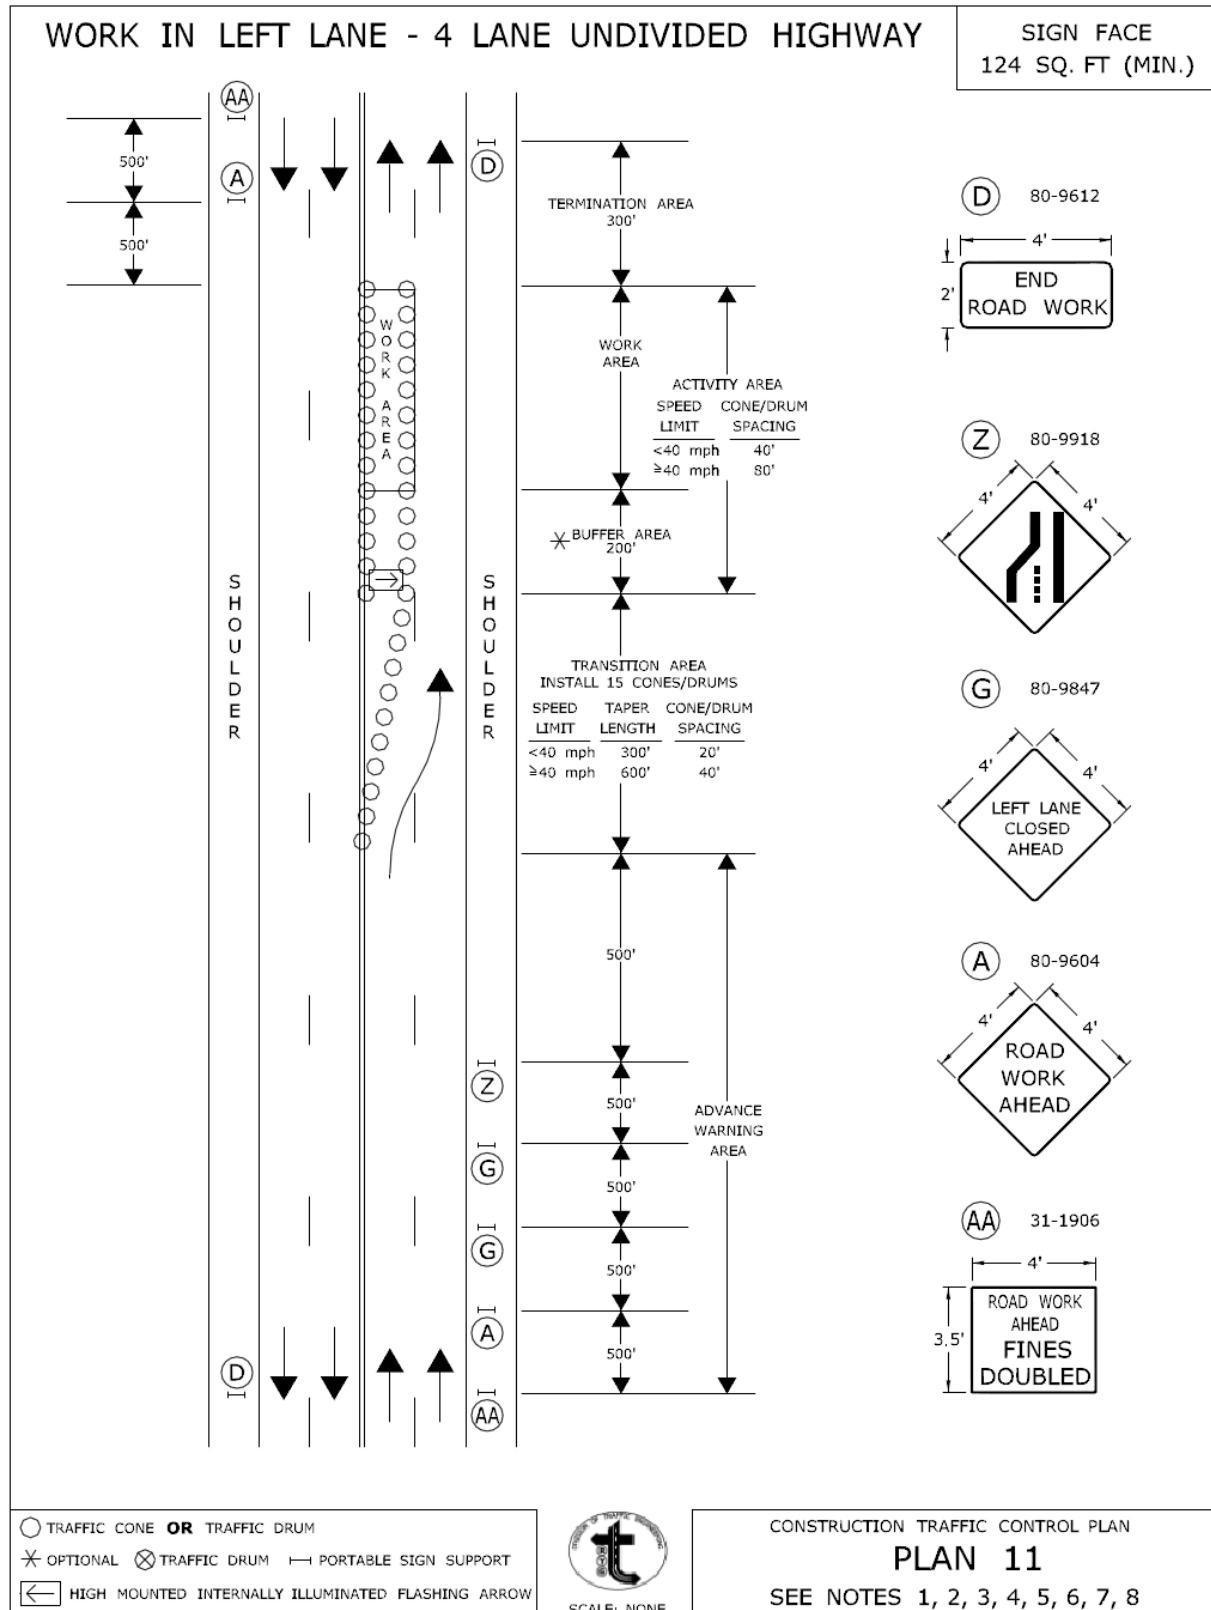 WORK IN LEFT LANE - 4 LANE UNDIVIDED HIGHWAY
SIGN FACE
124 SQ. FT (MIN.)
AA
500'
A
500'
D
TERMINATION AREA
300'
WORK AREA
WORK
AREA
ACTIVITY AREA
SPEED CONE/DRUM
LIMIT SPACING
<40 mph 40'
≥40 mph 80'
BUFFER AREA
200'
SHOULDER
SHOULDER
TRANSITION AREA
INSTALL 15 CONES/DRUMS
SPEED TAPER CONE/DRUM
LIMIT LENGTH SPACING
<40 mph 300' 20'
≥40 mph 600' 40'
500'
Z
500'
G
500'
G
500'
A
500'
AA
D
ADVANCE
WARNING
AREA
D 80-9612
4'
2'
END
ROAD WORK
Z 80-9918
4' 4'
G 80-9847
4' 4'
LEFT LANE
CLOSED
AHEAD
A 80-9604
4' 4'
ROAD
WORK
AHEAD
AA 31-1906
4'
3.5'
ROAD WORK
AHEAD
FINES
DOUBLED
TRAFFIC CONE OR TRAFFIC DRUM
OPTIONAL TRAFFIC DRUM PORTABLE SIGN SUPPORT
HIGH MOUNTED INTERNALLY ILLUMINATED FLASHING ARROW
DIVISION OF TRAFFIC ENGINEERING
t
SCALE: NONE
CONSTRUCTION TRAFFIC CONTROL PLAN
PLAN 11
SEE NOTES 1, 2, 3, 4, 5, 6, 7, 8